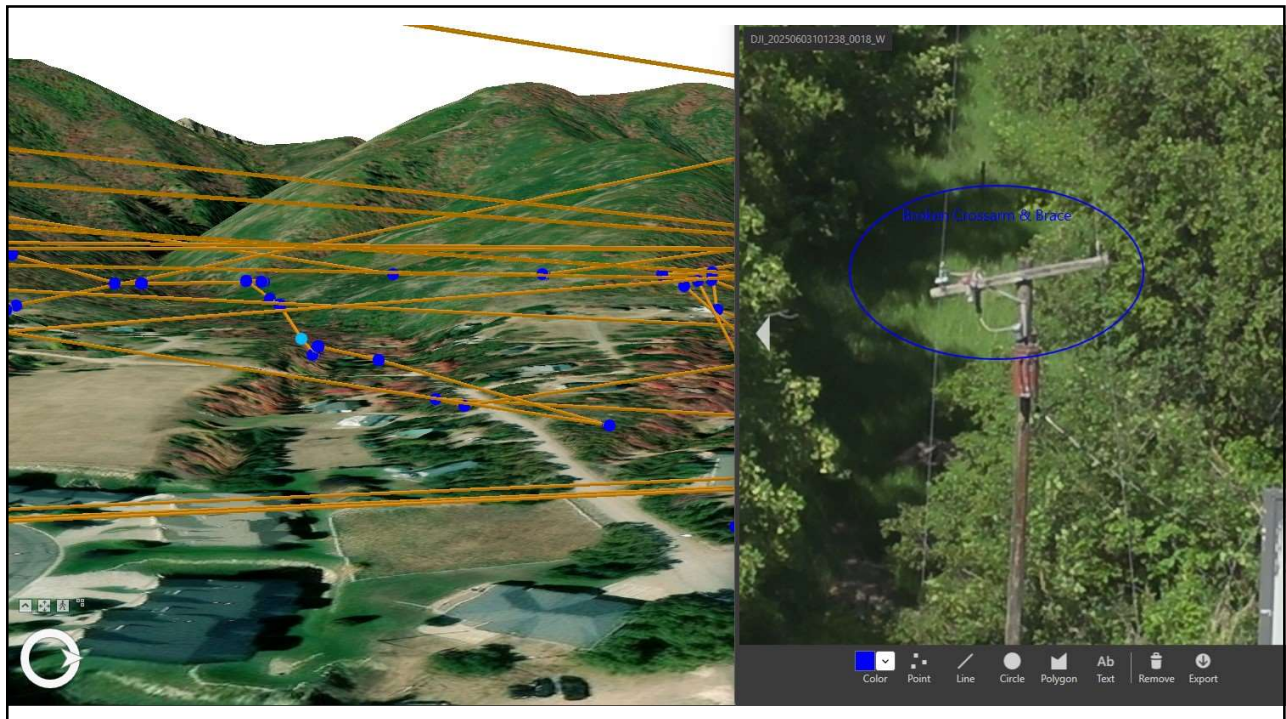 DJI_20250603101238_0018_W
Broken Crossarm & Brace
Color
Point
Line
Circle
Polygon
Ab
Text
Remove
Export